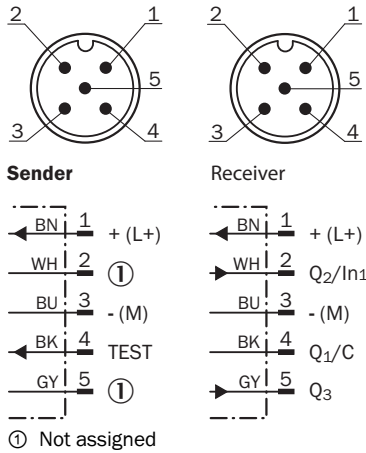 2 1 2 1
5 5
3 4 3 4
Sender Receiver
BN 1 + (L+) BN 1 + (L+)
WH 2 ① WH 2 Q₂/In₁
BU 3 - (M) BU 3 - (M)
BK 4 TEST BK 4 Q₁/C
GY 5 ① GY 5 Q₃
① Not assigned